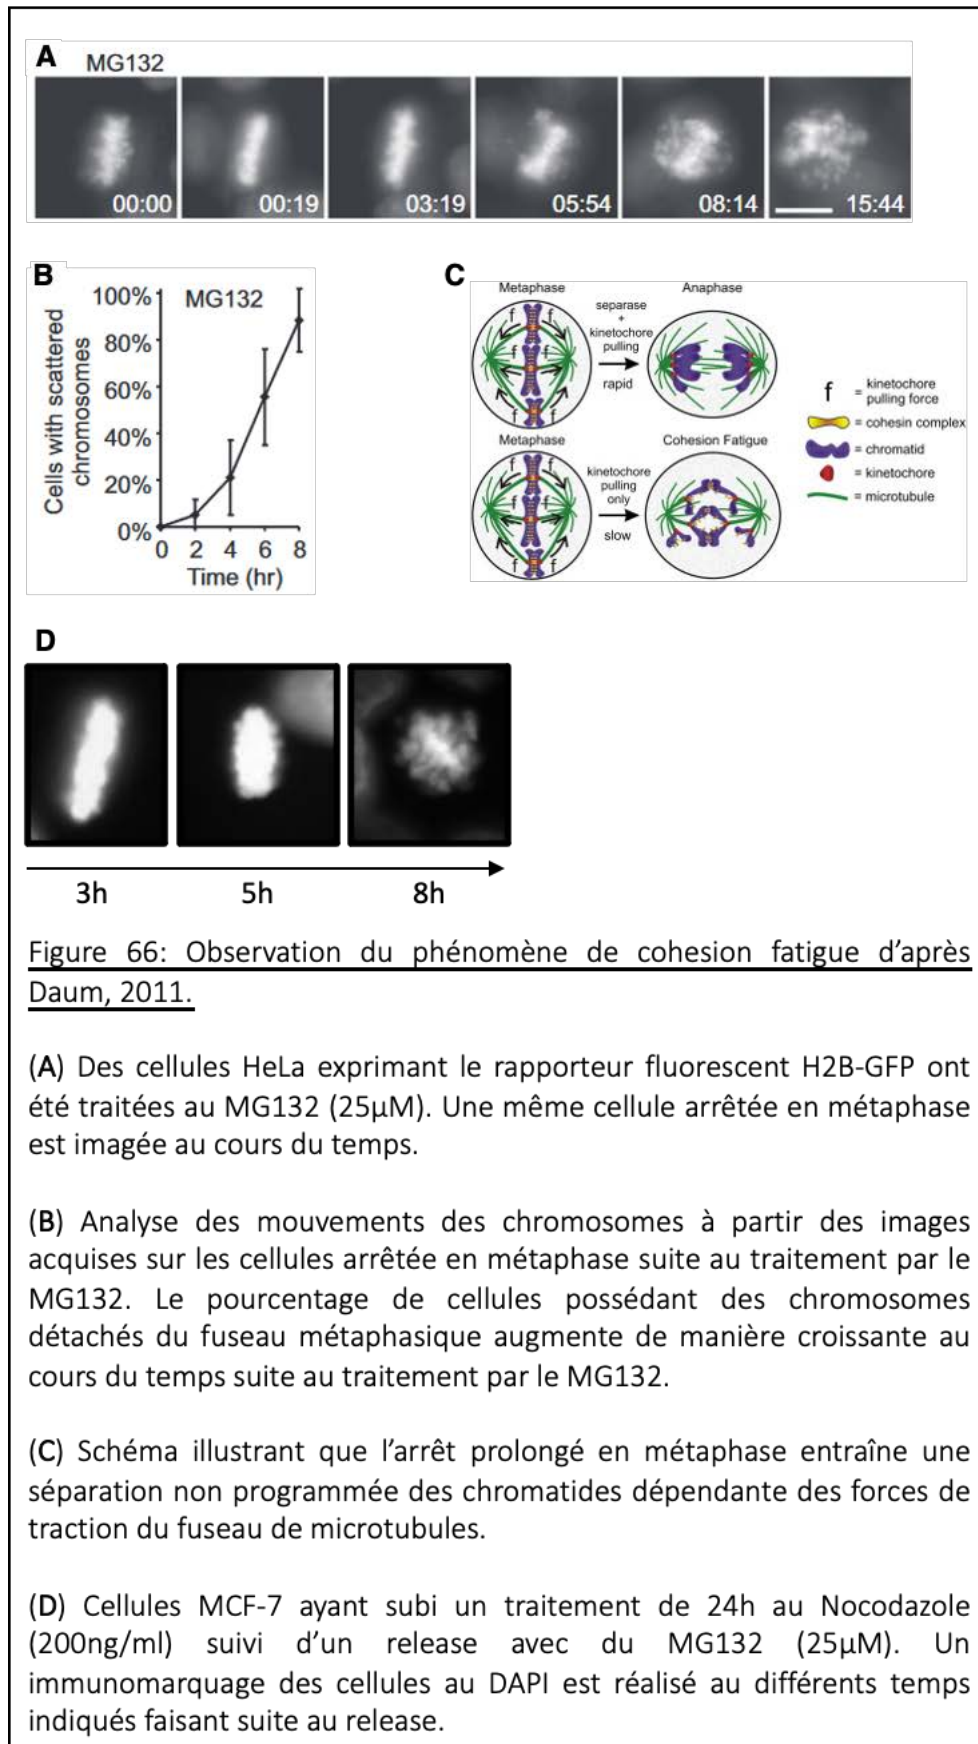 A
MG132
00:00
00:19
03:19
05:54
08:14
15:44
B
100%
80%
60%
40%
20%
0%
MG132
Cells with scattered
chromosomes
0 2 4 6 8
Time (hr)
C
Metaphase
Anaphase
separase
+
kinetochore
pulling
rapid
f f
f f
f f
Metaphase
Cohesion Fatigue
kinetochore
pulling
only
slow
f f
f f
f f
f = kinetochore
pulling force
= cohesin complex
= chromatid
= kinetochore
= microtubule
D
3h
5h
8h
Figure 66: Observation du phénomène de cohesion fatigue d’après
Daum, 2011.
(A) Des cellules HeLa exprimant le rapporteur fluorescent H2B-GFP ont
été traitées au MG132 (25µM). Une même cellule arrêtée en métaphase
est imagée au cours du temps.
(B) Analyse des mouvements des chromosomes à partir des images
acquises sur les cellules arrêtée en métaphase suite au traitement par le
MG132. Le pourcentage de cellules possédant des chromosomes
détachés du fuseau métaphasique augmente de manière croissante au
cours du temps suite au traitement par le MG132.
(C) Schéma illustrant que l’arrêt prolongé en métaphase entraîne une
séparation non programmée des chromatides dépendante des forces de
traction du fuseau de microtubules.
(D) Cellules MCF-7 ayant subi un traitement de 24h au Nocodazole
(200ng/ml) suivi d’un release avec du MG132 (25µM). Un
immunomarquage des cellules au DAPI est réalisé au différents temps
indiqués faisant suite au release.